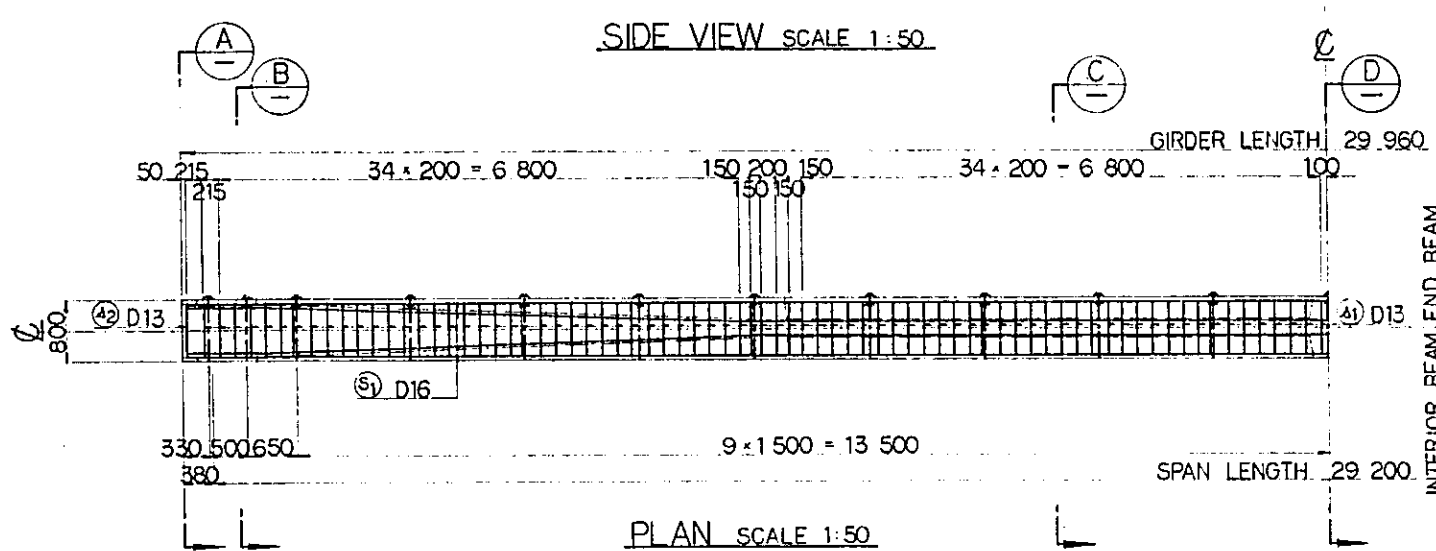 SIDE VIEW SCALE 1:50
A
B
C
D
℄
GIRDER LENGTH 29 960
50 215 34 × 200 = 6 800 150 200 150 34 × 200 = 6 800 100
215 150 150
A2 D13
A1 D13
℄
800
S1 D16
330 500 650 9 × 1 500 = 13 500
380
SPAN LENGTH 29 200
INTERIOR BEAM END BEAM
PLAN SCALE 1:50